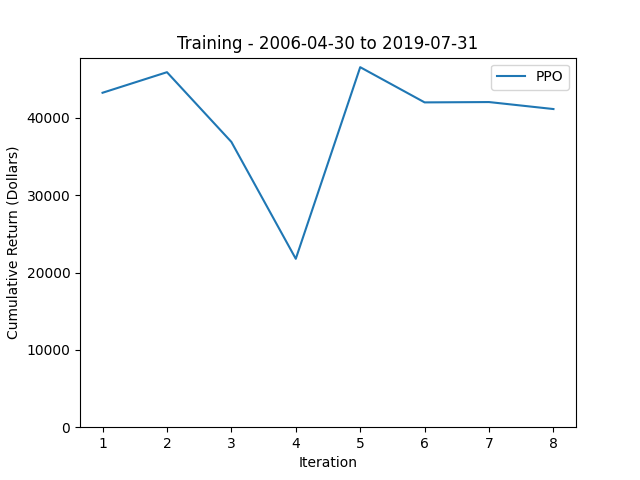 Training - 2006-04-30 to 2019-07-31
PPO
Cumulative Return (Dollars)
40000
30000
20000
10000
0
1 2 3 4 5 6 7 8
Iteration